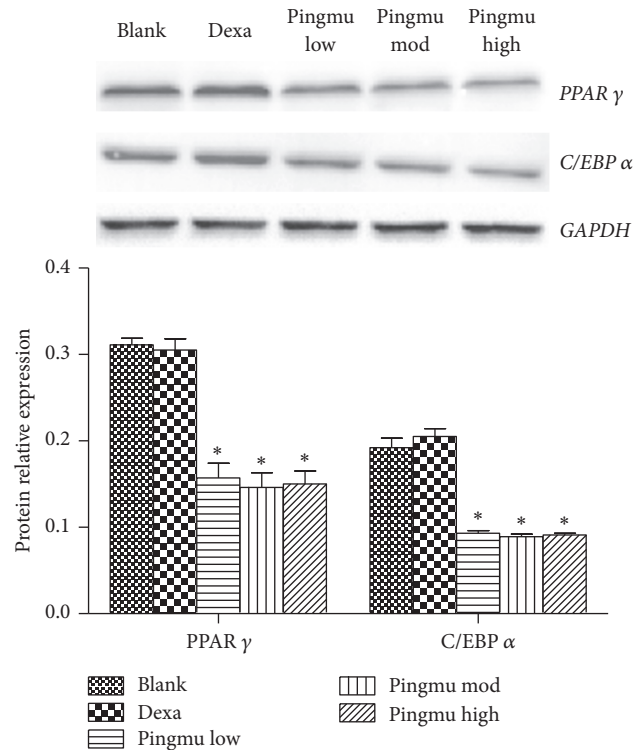 Blank Dexa Pingmu low Pingmu mod Pingmu high
PPAR γ
C/EBP α
GAPDH
0.4
0.3
0.2
0.1
0.0
Protein relative expression
* * *
* * *
PPAR γ C/EBP α
Blank
Dexa
Pingmu low
Pingmu mod
Pingmu high